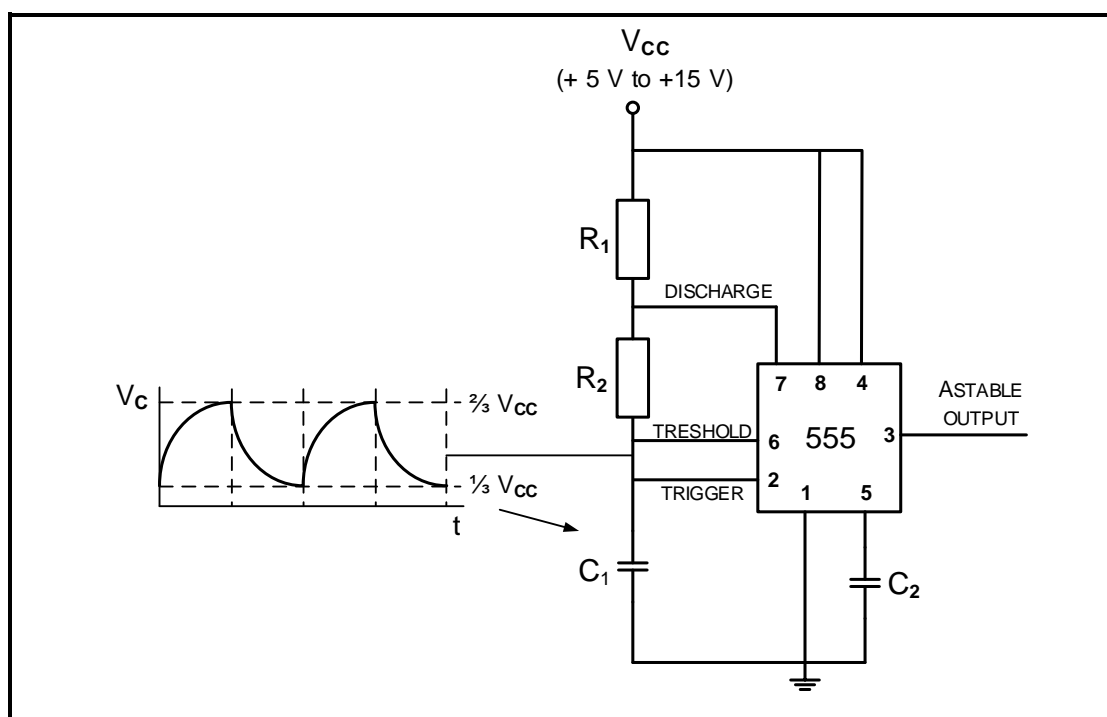 VCC
(+ 5 V to +15 V)
R1
DISCHARGE
R2
7 8 4
VC
⅔ VCC
ASTABLE
OUTPUT
TRESHOLD
6 555 3
2
⅓ VCC
TRIGGER
1 5
t
C1
C2